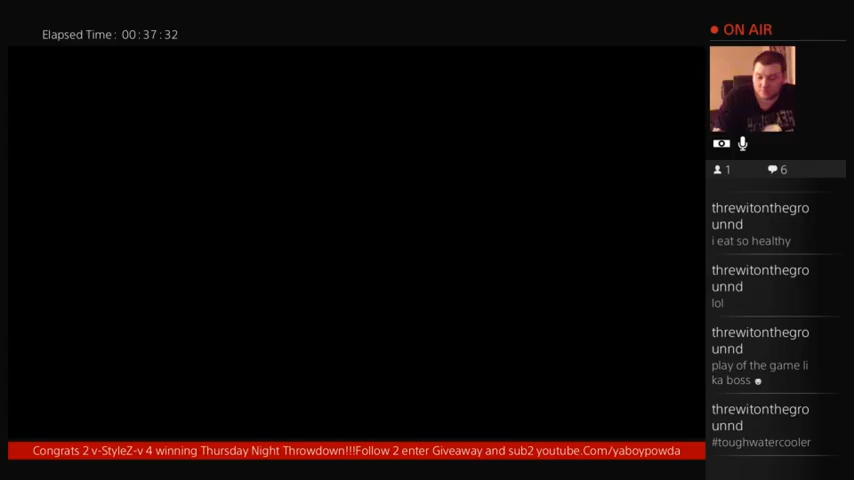 Elapsed Time: 00:37:32
ON AIR
1
6
threwitonthegro
unnd
i eat so healthy
threwitonthegro
unnd
lol
threwitonthegro
unnd
play of the game li
ka boss
threwitonthegro
unnd
#toughwatercooler
Congrats 2 v-StyleZ-v 4 winning Thursday Night Throwdown!!!Follow 2 enter Giveaway and sub2 youtube.Com/yaboypowda